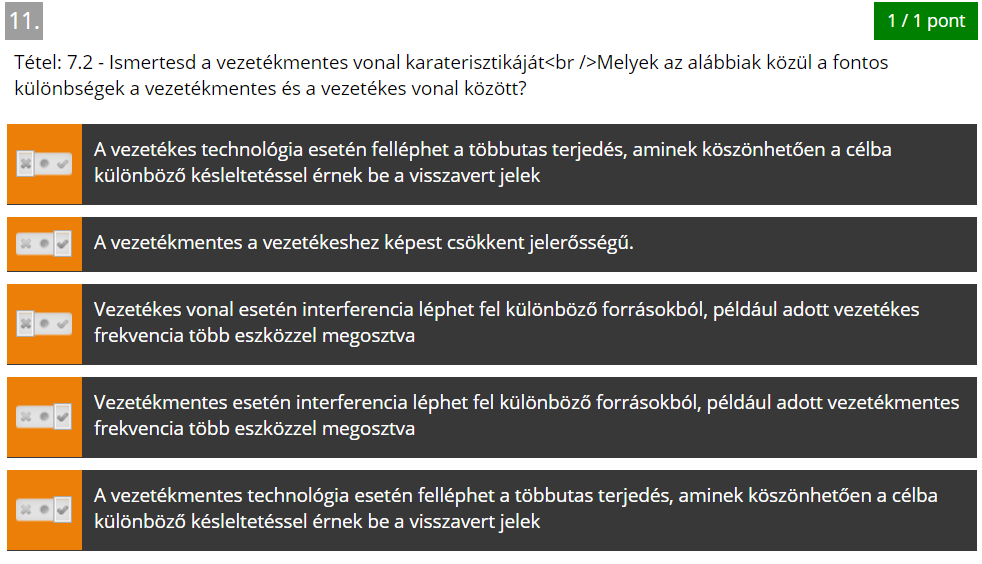 11.
1 / 1 pont
Tétel: 7.2 - Ismertesd a vezetékmentes vonal karaterisztikáját<br />Melyek az alábbiak közül a fontos
különbségek a vezetékmentes és a vezetékes vonal között?
A vezetékes technológia esetén felléphet a többutas terjedés, aminek köszönhetően a célba
különböző késleltetéssel érnek be a visszavert jelek
A vezetékmentes a vezetékeshez képest csökkent jelerősségű.
Vezetékes vonal esetén interferencia léphet fel különböző forrásokból, például adott vezetékes
frekvencia több eszközzel megosztva
Vezetékmentes esetén interferencia léphet fel különböző forrásokból, például adott vezetékmentes
frekvencia több eszközzel megosztva
A vezetékmentes technológia esetén felléphet a többutas terjedés, aminek köszönhetően a célba
különböző késleltetéssel érnek be a visszavert jelek